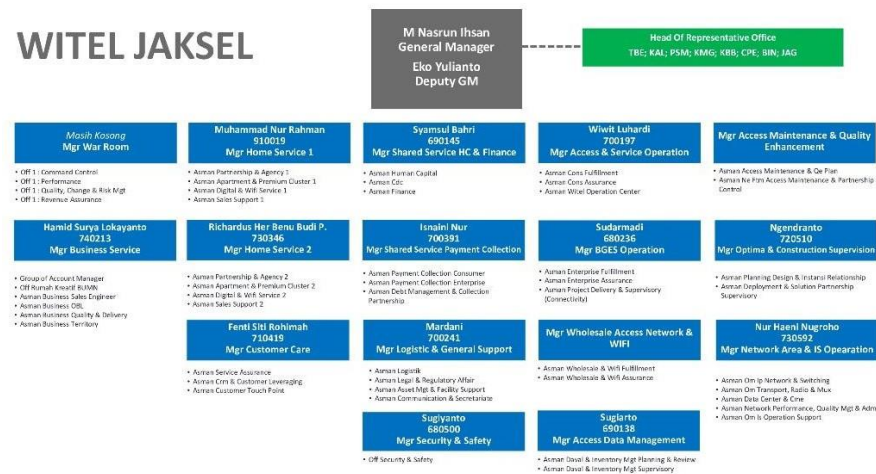 WITEL JAKSEL
M Nasrun Ihsan
General Manager
Eko Yulianto
Deputy GM
Head Of Representative Office
TBE; KAL; PSM; KMG; KBB; CPE; BIN; JAG
Masih Kosong
Mgr War Room
• Off 1 : Command Control
• Off 1 : Performance
• Off 1 : Quality, Change & Risk Mgt
• Off 1 : Revenue Assurance
Muhammad Nur Rahman
910019
Mgr Home Service 1
• Asman Partnership & Agency 1
• Asman Apartment & Premium Cluster 1
• Asman Digital & Wifi Service 1
• Asman Sales Support 1
Syamsul Bahri
690145
Mgr Shared Service HC & Finance
• Asman Human Capital
• Asman Cdc
• Asman Finance
Wiwit Luhardi
700197
Mgr Access & Service Operation
• Asman Cons Fulfillment
• Asman Cons Assurance
• Asman Witel Operation Center
Mgr Access Maintenance & Quality
Enhancement
• Asman Access Maintenance & Qe Plan
• Asman Ne Ftm Access Maintenance & Partnership
Control
Hamid Surya Lokayanto
740213
Mgr Business Service
• Group of Account Manager
• Off Rumah Kreatif BUMN
• Asman Business Sales Engineer
• Asman Business OBL
• Asman Business Quality & Delivery
• Asman Business Territory
Richardus Her Benu Budi P.
730346
Mgr Home Service 2
• Asman Partnership & Agency 2
• Asman Apartment & Premium Cluster 2
• Asman Digital & Wifi Service 2
• Asman Sales Support 2
Isnaini Nur
700391
Mgr Shared Service Payment Collection
• Asman Payment Collection Consumer
• Asman Payment Collection Enterprise
• Asman Debt Management & Collection
Partnership
Sudarmadi
680236
Mgr BGES Operation
• Asman Enterprise Fulfillment
• Asman Enterprise Assurance
• Asman Project Delivery & Supervisory
(Connectivity)
Ngendranto
720510
Mgr Optima & Construction Supervision
• Asman Planning Design & Instansi Relationship
• Asman Deployment & Solution Partnership
Supervisory
Fenti Siti Rohimah
710419
Mgr Customer Care
• Asman Service Assurance
• Asman Crm & Customer Leveraging
• Asman Customer Touch Point
Mardani
700241
Mgr Logistic & General Support
• Asman Logistik
• Asman Legal & Regulatory Affair
• Asman Asset Mgt & Facility Support
• Asman Communication & Secretariate
Mgr Wholesale Access Network &
WIFI
• Asman Wholesale & Wifi Fulfillment
• Asman Wholesale & Wifi Assurance
Nur Haeni Nugroho
730592
Mgr Network Area & IS Opearation
• Asman Om Ip Network & Switching
• Asman Om Transport, Radio & Mux
• Asman Data Center & Cme
• Asman Network Performance, Quality Mgt & Adm
• Asman Om Is Operation Support
Sugiyanto
680500
Mgr Security & Safety
• Off Security & Safety
Sugiarto
690138
Mgr Access Data Management
• Asman Daval & Inventory Mgt Planning & Review
• Asman Daval & Inventory Mgt Supervisory